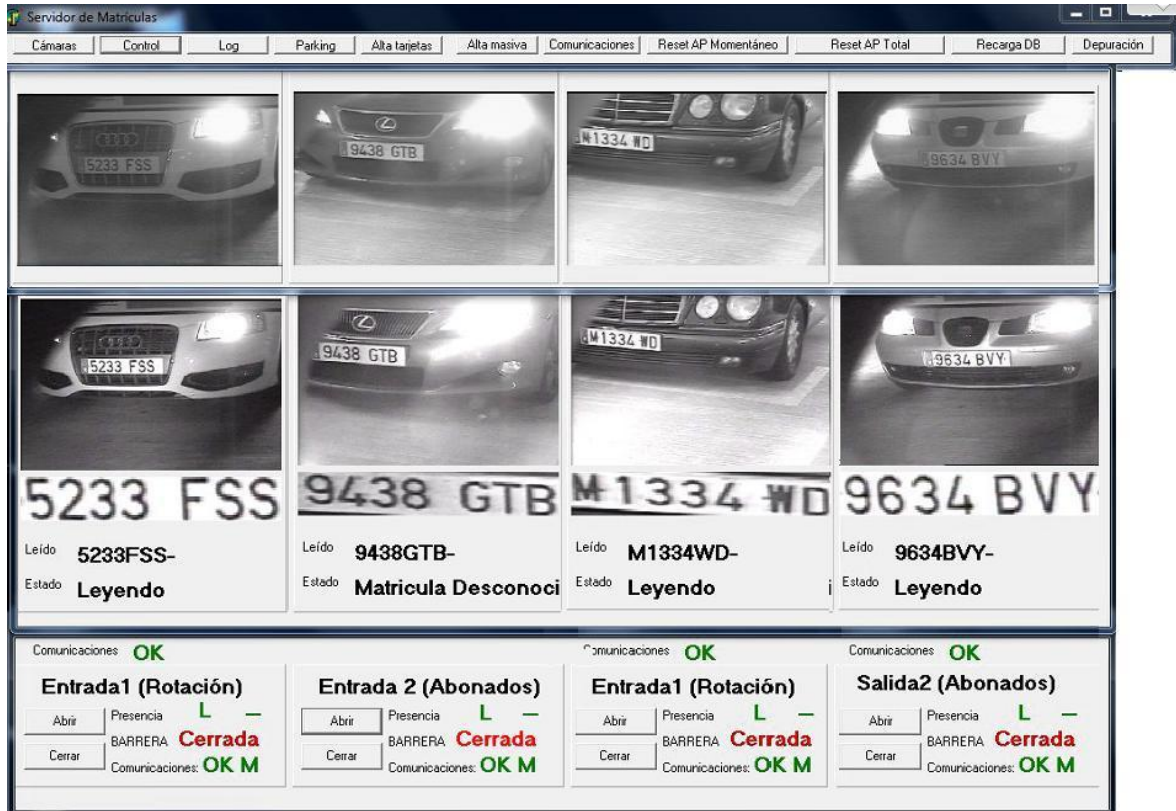 Servidor de Matrículas
Cámaras Control Log Parking Alta tarjetas Alta masiva Comunicaciones Reset AP Momentáneo Reset AP Total Recarga DB Depuración
5233 FSS 9438 GTB M 1334 WD 9634 BVY
5233 FSS 9438 GTB M 1334 WD 9634 BVY
5233 FSS 9438 GTB M 1334 WD 9634 BVY
Leído 5233FSS- Leído 9438GTB- Leído M1334WD- Leído 9634BVY-
Estado Leyendo Estado Matricula Desconoci Estado Leyendo i Estado Leyendo
Comunicaciones OK Comunicaciones OK Comunicaciones OK
Entrada1 (Rotación) Entrada 2 (Abonados) Entrada1 (Rotación) Salida2 (Abonados)
Abrir Presencia L – Abrir Presencia L – Abrir Presencia L – Abrir Presencia L –
BARRERA Cerrada BARRERA Cerrada BARRERA Cerrada BARRERA Cerrada
Cerrar Comunicaciones: OK M Cerrar Comunicaciones: OK M Cerrar Comunicaciones: OK M Cerrar Comunicaciones: OK M